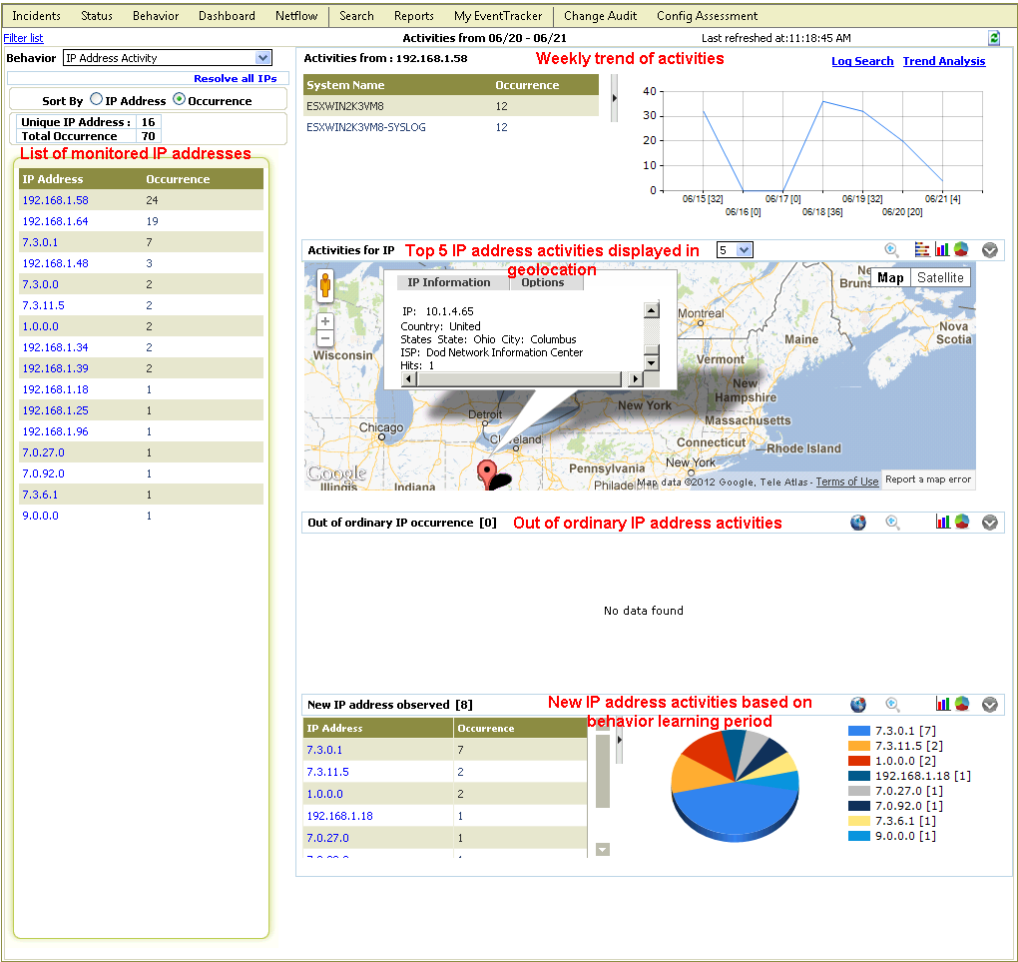 Incidents Status Behavior Dashboard Netflow Search Reports My EventTracker Change Audit Config Assessment
Filter list
Activities from 06/20 - 06/21
Last refreshed at:11:18:45 AM
Behavior IP Address Activity
Resolve all IPs
Sort By IP Address Occurrence
Unique IP Address : 16
Total Occurrence 70
List of monitored IP addresses
IP Address Occurrence
192.168.1.58 24
192.168.1.64 19
7.3.0.1 7
192.168.1.48 3
7.3.0.0 2
7.3.11.5 2
1.0.0.0 2
192.168.1.34 2
192.168.1.39 2
192.168.1.18 1
192.168.1.25 1
192.168.1.96 1
7.0.27.0 1
7.0.92.0 1
7.3.6.1 1
9.0.0.0 1
Activities from : 192.168.1.58
Weekly trend of activities
Log Search Trend Analysis
System Name Occurrence
ESXWIN2K3VM8 12
ESXWIN2K3VM8-SYSLOG 12
40
30
20
10
0
06/15 [32] 06/17 [0] 06/19 [32] 06/21 [4]
06/16 [0] 06/18 [36] 06/20 [20]
Activities for IP
Top 5 IP address activities displayed in
geolocation
5
IP Information Options
IP: 10.1.4.65
Country: United
States State: Ohio City: Columbus
ISP: Dod Network Information Center
Hits: 1
Map Satellite
Montreal
Nova
Scotia
Maine
Wisconsin
Vermont
New
Hampshire
New York
Detroit
Massachusetts
Chicago
Connecticut
Rhode Island
Pennsylvania
New York
Google
Illinois
Indiana
Map data ©2012 Google, Tele Atlas - Terms of Use
Report a map error
Out of ordinary IP occurrence [0]
Out of ordinary IP address activities
No data found
New IP address observed [8]
New IP address activities based on
behavior learning period
IP Address Occurrence
7.3.0.1 7
7.3.11.5 2
1.0.0.0 2
192.168.1.18 1
7.0.27.0 1
7.3.0.1 [7]
7.3.11.5 [2]
1.0.0.0 [2]
192.168.1.18 [1]
7.0.27.0 [1]
7.0.92.0 [1]
7.3.6.1 [1]
9.0.0.0 [1]